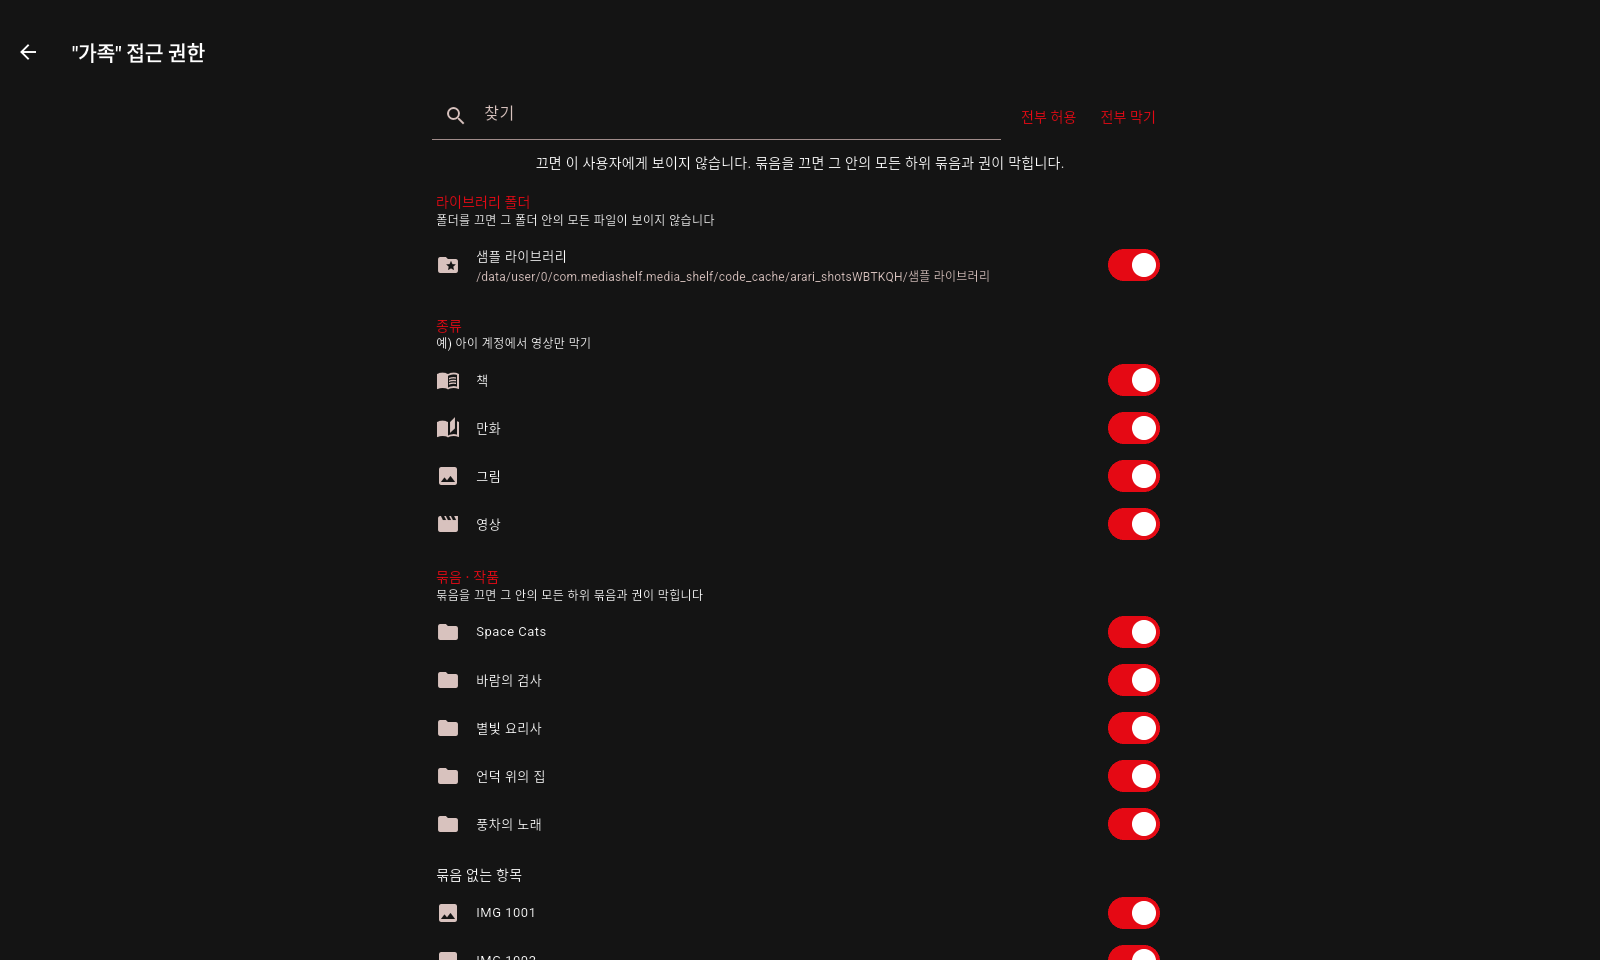 "가족" 접근 권한
찾기
전부 허용
전부 막기
끄면 이 사용자에게 보이지 않습니다. 묶음을 끄면 그 안의 모든 하위 묶음과 권이 막힙니다.
라이브러리 폴더
폴더를 끄면 그 폴더 안의 모든 파일이 보이지 않습니다
샘플 라이브러리
/data/user/0/com.mediashelf.media_shelf/code_cache/arari_shotsWBTKQH/샘플 라이브러리
종류
예) 아이 계정에서 영상만 막기
책
만화
그림
영상
묶음 · 작품
묶음을 끄면 그 안의 모든 하위 묶음과 권이 막힙니다
Space Cats
바람의 검사
별빛 요리사
언덕 위의 집
풍차의 노래
묶음 없는 항목
IMG 1001
IMG 1002